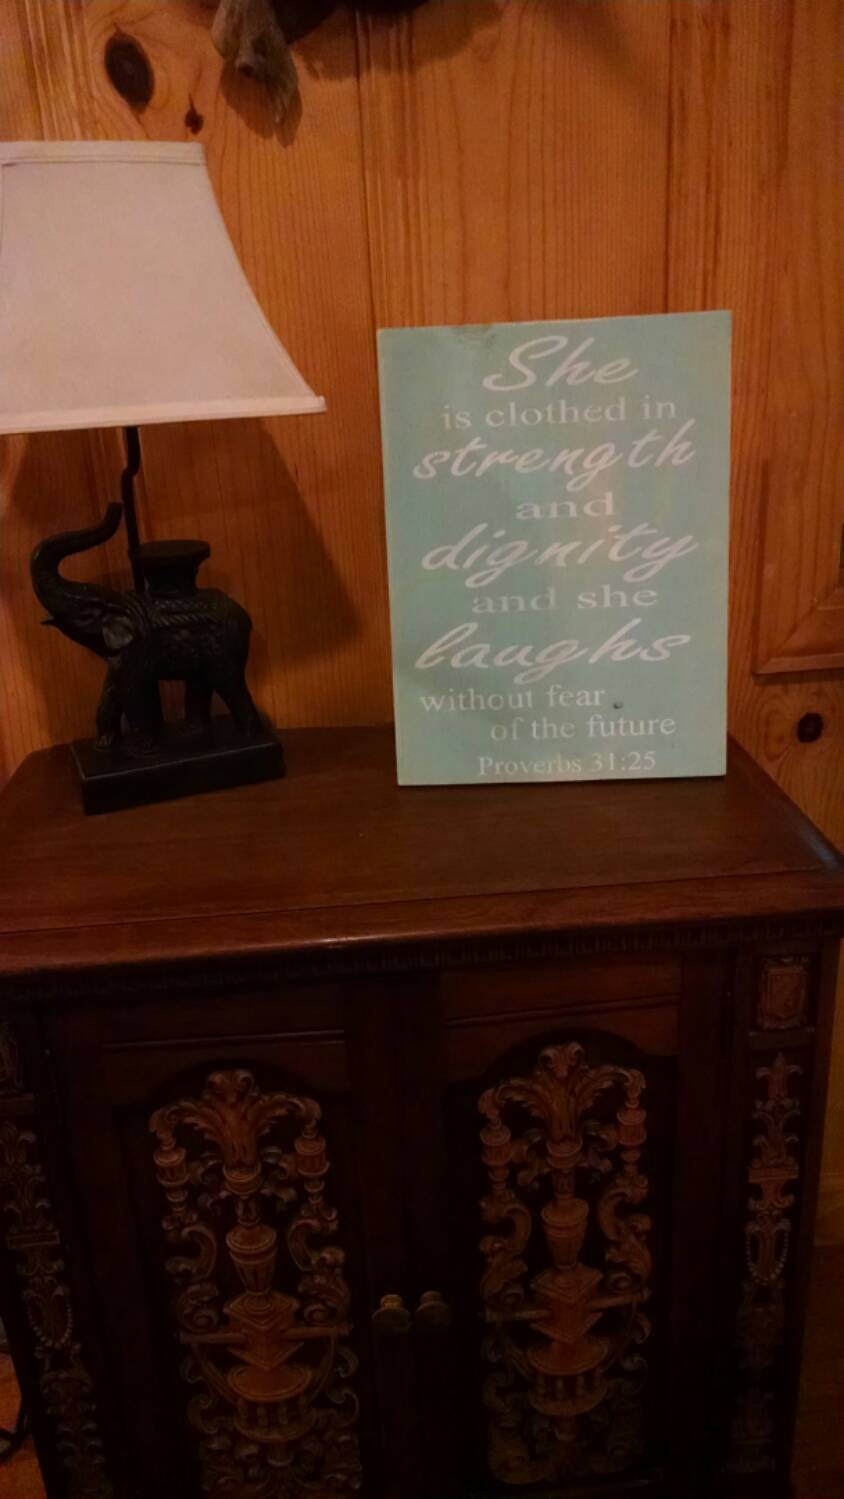 She
is clothed in
strength
and
dignity
and she
laughs
without fear
of the future
Proverbs 31:25